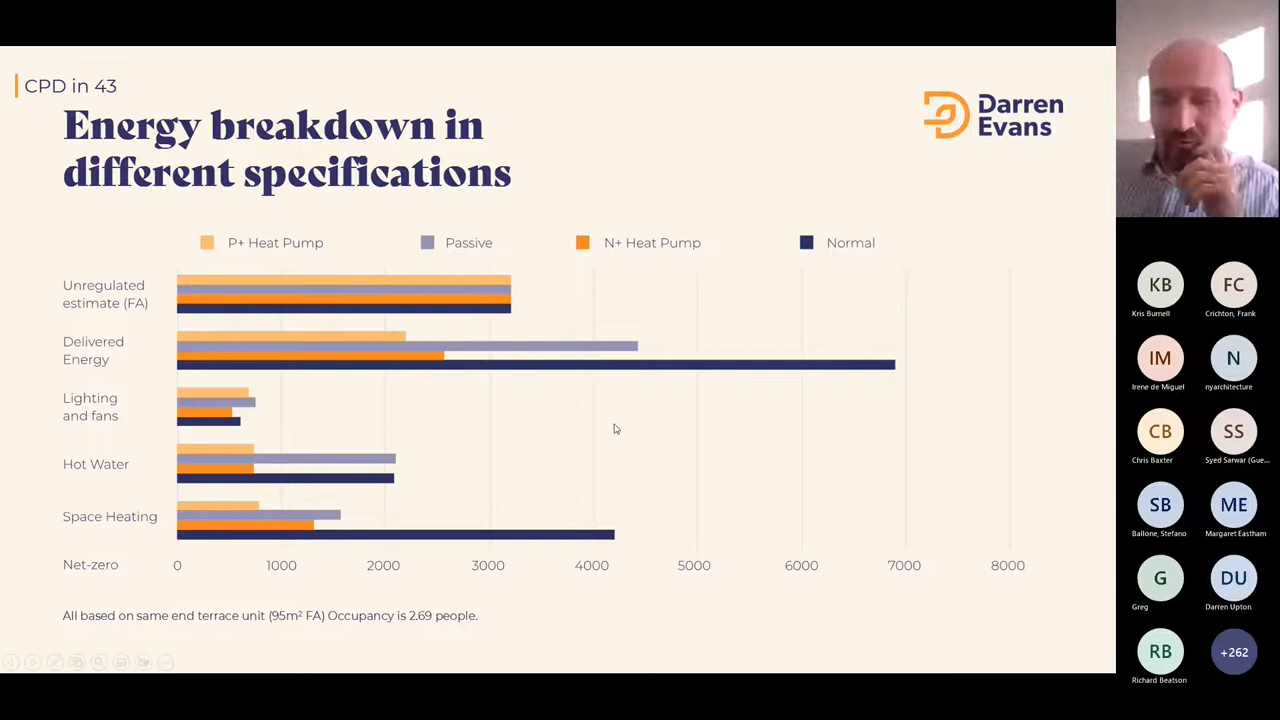 CPD in 43
Energy breakdown in
different specifications
Darren
Evans
P+ Heat Pump
Passive
N+ Heat Pump
Normal
Unregulated
estimate (FA)
Delivered
Energy
Lighting
and fans
Hot Water
Space Heating
Net-zero
0
1000
2000
3000
4000
5000
6000
7000
8000
All based on same end terrace unit (95m² FA) Occupancy is 2.69 people.
KB
Kris Burnell
FC
Crichton, Frank
IM
Irene de Miguel
N
nyarchitecture
CB
Chris Baxter
SS
Syed Sarwar (Gue...
SB
Ballone, Stefano
ME
Margaret Eastham
G
Greg
DU
Darren Upton
RB
Richard Beatson
+262